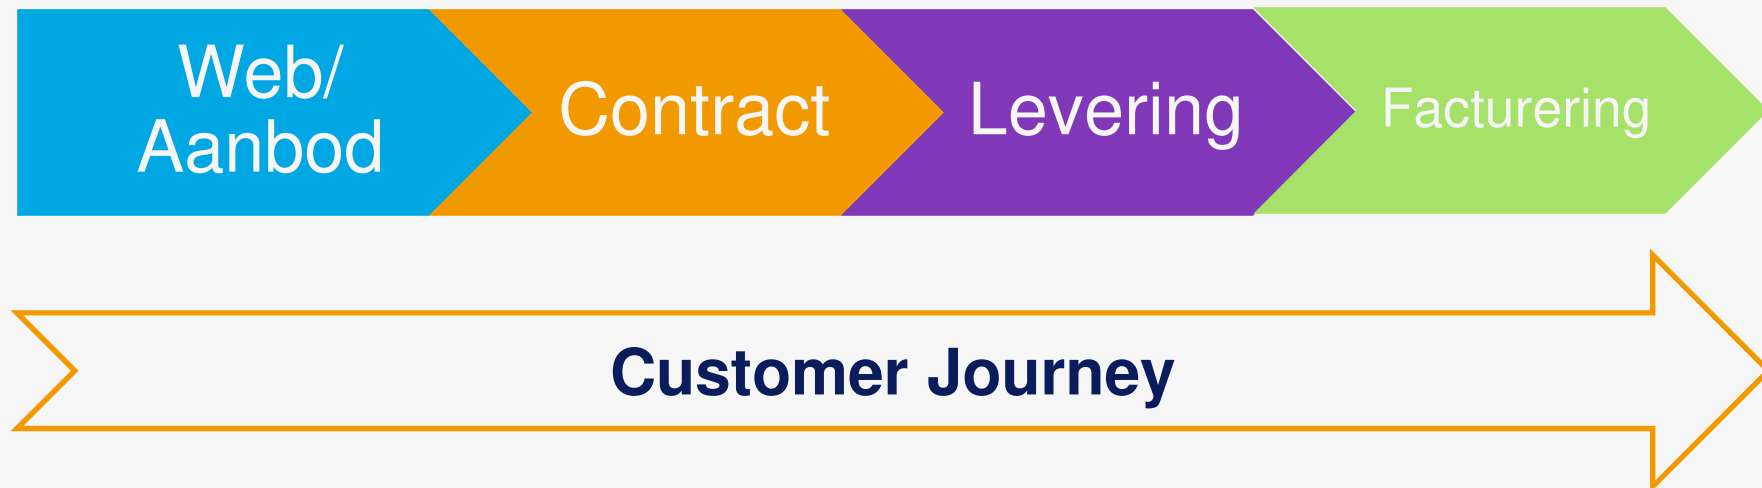 Web/
Aanbod
Contract
Levering
Facturering
Customer Journey